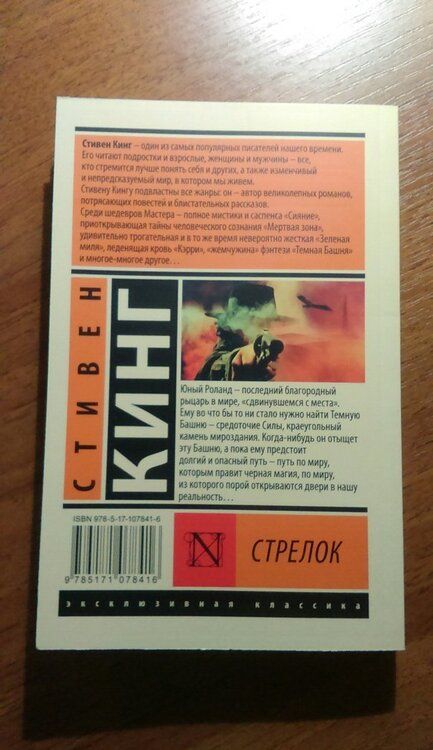 Стивен Кинг – один из самых популярных писателей нашего времени.
Его читают подростки и взрослые, женщины и мужчины – все,
кто стремится лучше понять себя и других, а также изменчивый
и непредсказуемый мир, в котором мы живем.
Стивену Кингу подвластны все жанры: он – автор великолепных романов,
потрясающих повестей и блистательных рассказов.
Среди шедевров Мастера – полное мистики и саспенса «Сияние»,
приоткрывающая тайны человеческого сознания «Мертвая зона»,
удивительно трогательная и в то же время невероятно жесткая «Зеленая
миля», леденящая кровь «Кэрри», «жемчужина» фэнтези «Темная Башня»
и многое-многое другое…
СТИВЕН
КИНГ
Юный Роланд – последний благородный
рыцарь в мире, «сдвинувшемся с места».
Ему во что бы то ни стало нужно найти Темную
Башню – средоточие Силы, краеугольный
камень мироздания. Когда-нибудь он отыщет
эту Башню, а пока ему предстоит
долгий и опасный путь – путь по миру,
которым правит черная магия, по миру,
из которого порой открываются двери в нашу
реальность…
ISBN 978-5-17-107841-6
9 785171 078416
N
СТРЕЛОК
эксклюзивная классика